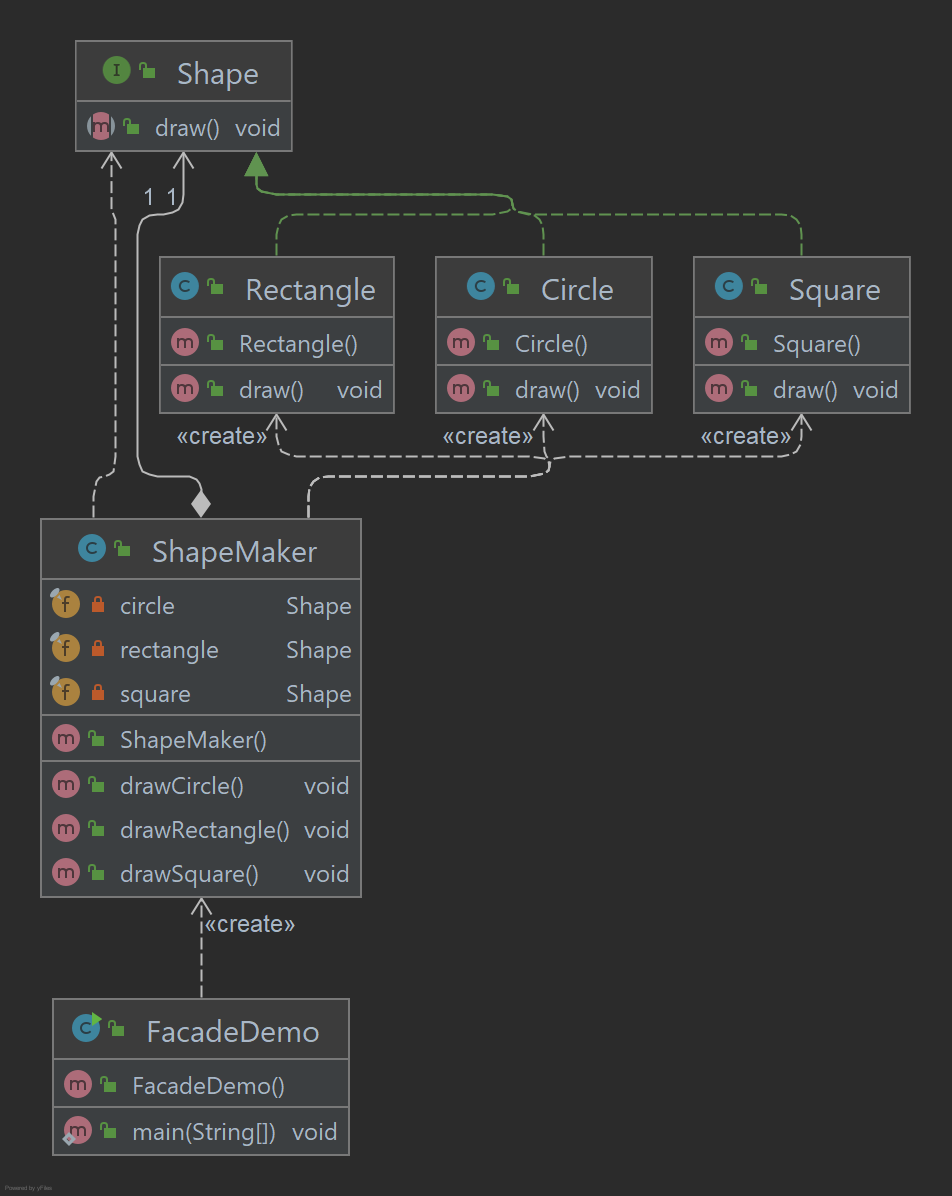 I Shape
m draw() void
1 1
C Rectangle
m Rectangle()
m draw() void
C Circle
m Circle()
m draw() void
C Square
m Square()
m draw() void
«create» «create» «create»
C ShapeMaker
f circle Shape
f rectangle Shape
f square Shape
m ShapeMaker()
m drawCircle() void
m drawRectangle() void
m drawSquare() void
«create»
C FacadeDemo
m FacadeDemo()
m main(String[]) void
Powered by yFiles